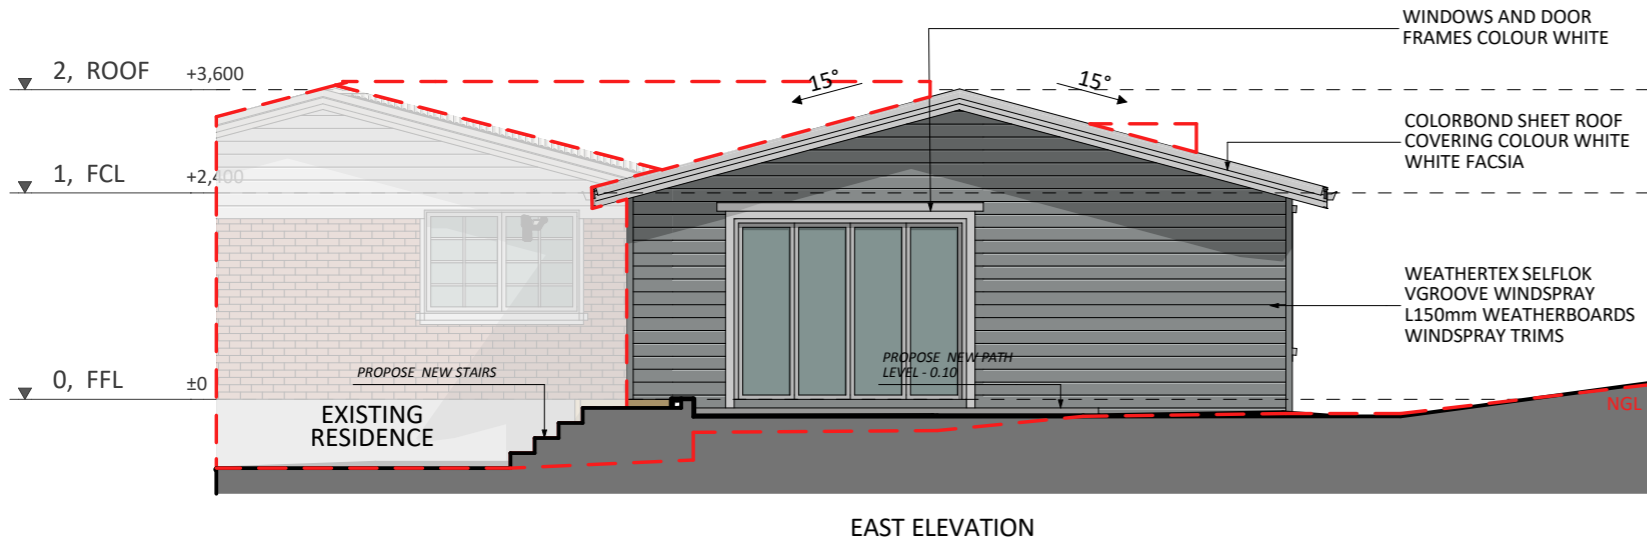 WINDOWS AND DOOR
FRAMES COLOUR WHITE
2, ROOF +3,600
15°
15°
COLORBOND SHEET ROOF
COVERING COLOUR WHITE
WHITE FACSIA
1, FCL +2,400
WEATHERTEX SELFLOK
VGROOVE WINDSPRAY
L150mm WEATHERBOARDS
WINDSPRAY TRIMS
PROPOSE NEW PATH
LEVEL - 0.10
PROPOSE NEW STAIRS
0, FFL ±0
EXISTING
RESIDENCE
NGL
EAST ELEVATION